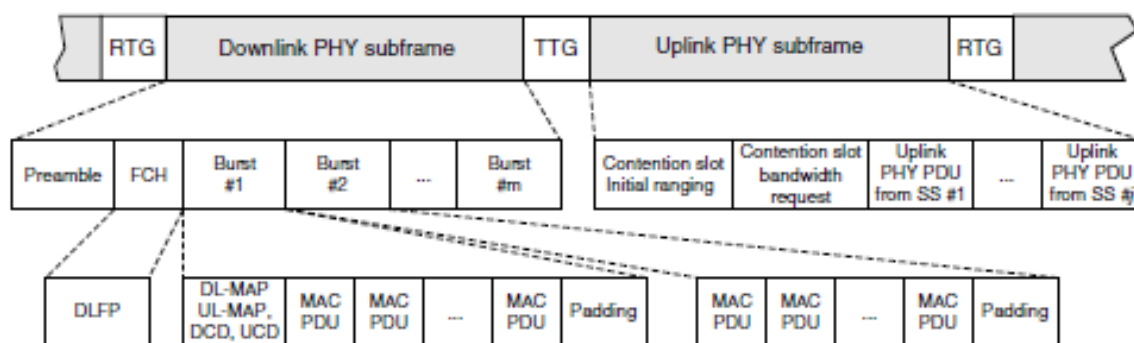 RTG
Downlink PHY subframe
TTG
Uplink PHY subframe
RTG
Preamble
FCH
Burst
#1
Burst
#2
...
Burst
#m
Contention slot
Initial ranging
Contention slot
bandwidth
request
Uplink
PHY PDU
from SS #1
...
Uplink
PHY PDU
from SS #j
DLFP
DL-MAP
UL-MAP,
DCD, UCD
MAC
PDU
MAC
PDU
...
MAC
PDU
Padding
MAC
PDU
MAC
PDU
...
MAC
PDU
Padding